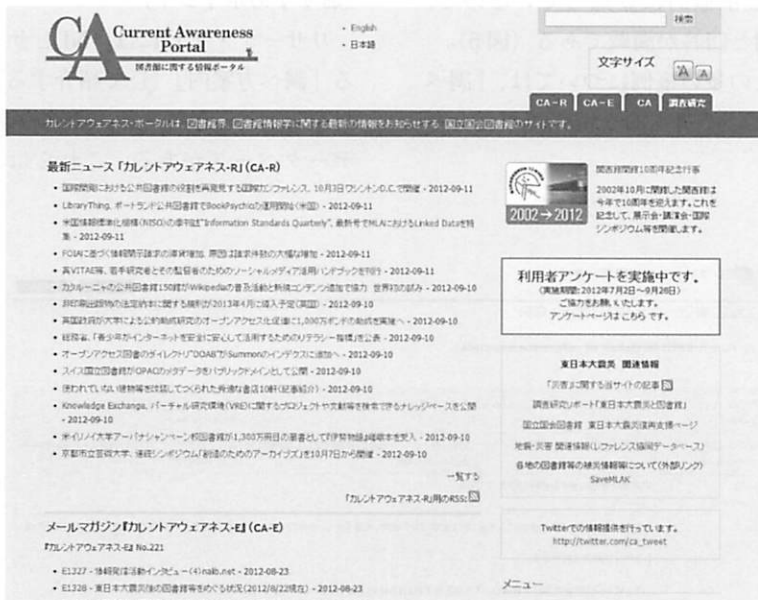 Current Awareness
Portal
図書館に関する情報ポータル
・ English
・ 日本語
検索
文字サイズ
A A
CA-R CA-E CA 調査研究
カレントアウェアネス・ポータルは、図書館界、図書館情報学に関する最新の情報をお知らせする、国立国会図書館のサイトです。
最新ニュース「カレントアウェアネス-R」(CA-R)
• 国際開発における公共図書館の役割を再発見する国際カンファレンス、10月3日ワシントンD.C.で開催 - 2012-09-11
• LibraryThing、ポートランド公共図書館でBookPsychicの運用開始(米国) - 2012-09-11
• 米国情報標準化機構(NISO)の季刊誌"Information Standards Quarterly"、最新号でMLAにおけるLinked Dataを特
集 - 2012-09-11
• FOIAに基づく情報開示請求の滞貨増加、原因は請求件数の大幅な増加 - 2012-09-11
• 英VITAE等、若手研究者とその監督者のためのソーシャルメディア活用ハンドブックを刊行 - 2012-09-11
• カタルーニャの公共図書館150館がWikipediaの普及活動と新規コンテンツ追加で協力 世界初の試み - 2012-09-10
• 非印刷出版物の法定納本に関する規則が2013年4月に導入予定(英国) - 2012-09-10
• 英国政府が大学による公的助成研究のオープンアクセス化促進に1,000万ポンドの助成を実施へ - 2012-09-10
• 総務省、「青少年がインターネットを安全に安心して活用するためのリテラシー指標」を公表 - 2012-09-10
• オープンアクセス図書のダイレクトリ"DOAB"がSummonのインデクスに追加へ - 2012-09-10
• スイス国立図書館がOPACのメタデータをパブリックドメインとして公開 - 2012-09-10
• 使われていない建物等を改装してつくられた素適な書店10軒(記事紹介) - 2012-09-10
• Knowledge Exchange、バーチャル研究環境(VRE)に関するプロジェクトや文献等を検索できるナレッジベースを公開
- 2012-09-10
• 米イリノイ大学アーバナシャンペーン校図書館が1,300万冊目の蔵書として『伊勢物語』嵯峨本を受入 - 2012-09-10
• 京都市立芸術大学、連続シンポジウム「創造のためのアーカイブズ」を10月7日から開催 - 2012-09-10
一覧する
「カレントアウェアネス-R」用のRSS:
メールマガジン『カレントアウェアネス-E』(CA-E)
『カレントアウェアネス-E』 No.221
• E1327 - 情報発信活動インタビュー(4)nalb.net - 2012-08-23
• E1328 - 東日本大震災後の図書館等をめぐる状況(2012/8/22現在) - 2012-08-23
2002→2012
関西館開館10周年記念行事
2002年10月に開館した関西館は
今年で10周年を迎えます。これを
記念して、展示会・講演会・国際
シンポジウム等を開催します。
利用者アンケートを実施中です。
(実施期間:2012年7月2日~9月28日)
ご協力をお願いいたします。
アンケートページは こちら です。
東日本大震災 関連情報
「災害」に関する当サイトの記事
調査研究リポート「東日本大震災と図書館」
国立国会図書館 東日本大震災復興支援ページ
地震・災害 関連情報(レファレンス協同データベース)
各地の図書館等の被災情報等について(外部リンク)
SaveMLAK
Twitterでの情報提供を行っています。
http://twitter.com/ca_tweet
メニュー